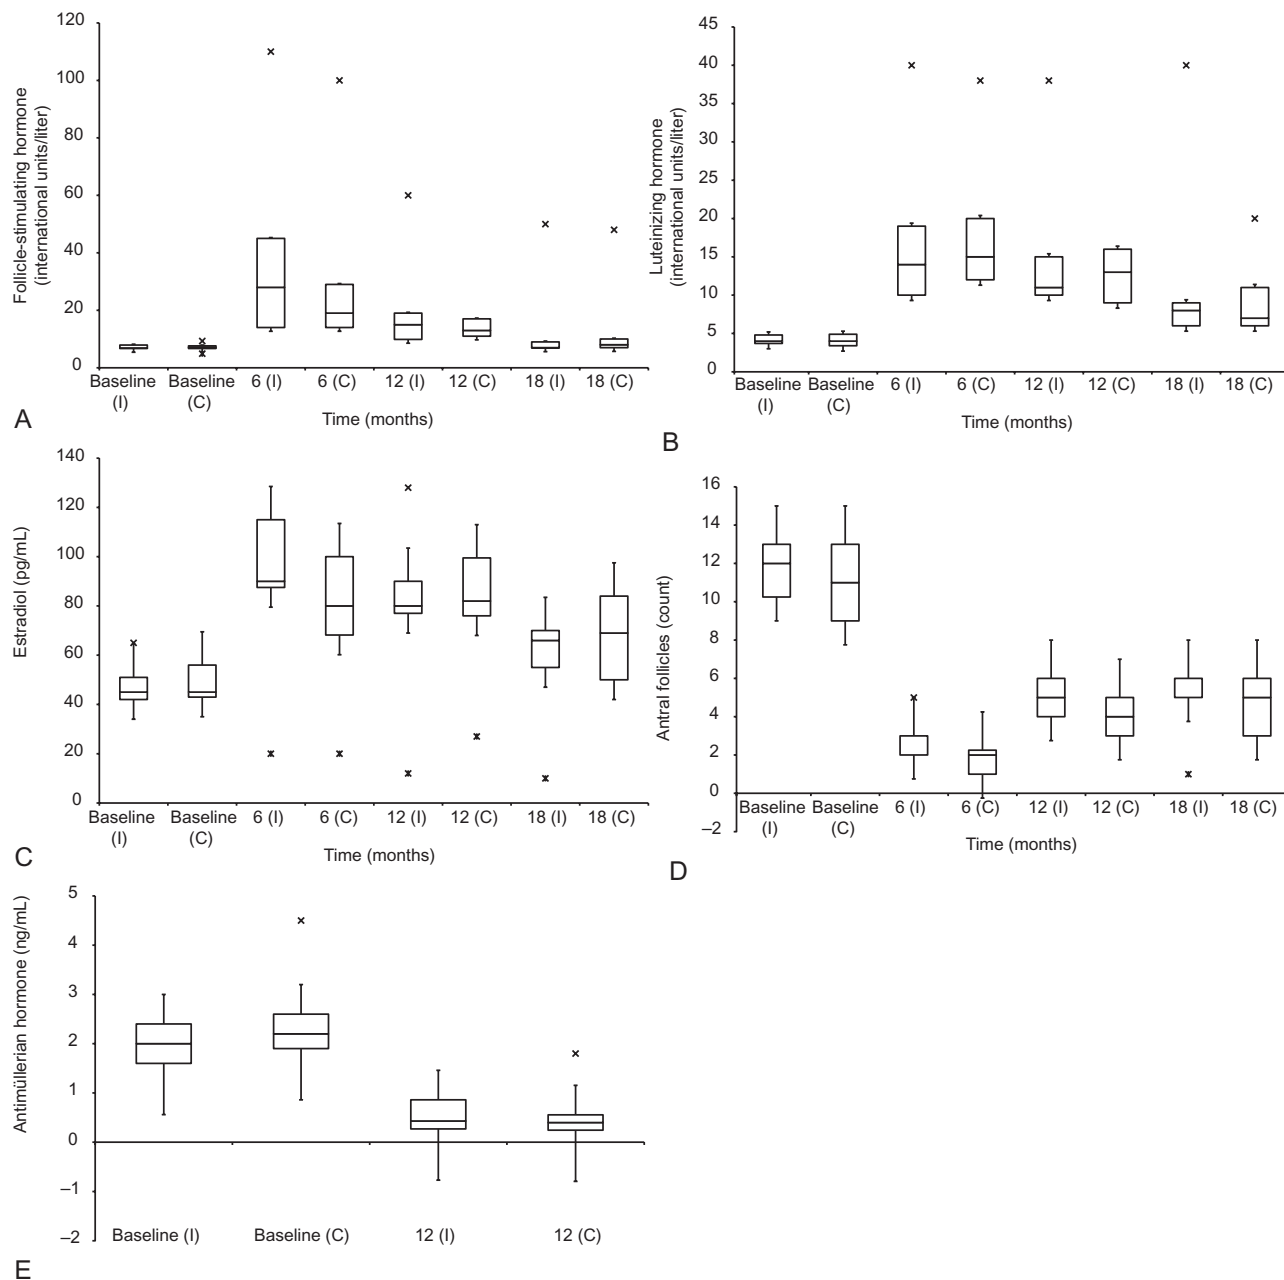 Follicle-stimulating hormone
(international units/liter)
120
100
80
60
40
20
0
Baseline (I)
Baseline (C)
6 (I)
6 (C)
12 (I)
12 (C)
18 (I)
18 (C)
Time (months)
A
Luteinizing hormone
(international units/liter)
45
40
35
30
25
20
15
10
5
0
Baseline (I)
Baseline (C)
6 (I)
6 (C)
12 (I)
12 (C)
18 (I)
18 (C)
Time (months)
B
Estradiol (pg/mL)
140
120
100
80
60
40
20
0
Baseline (I)
Baseline (C)
6 (I)
6 (C)
12 (I)
12 (C)
18 (I)
18 (C)
Time (months)
C
Antral follicles (count)
16
14
12
10
8
6
4
2
0
–2
Baseline (I)
Baseline (C)
6 (I)
6 (C)
12 (I)
12 (C)
18 (I)
18 (C)
Time (months)
D
Antimüllerian hormone (ng/mL)
5
4
3
2
1
0
–1
–2
Baseline (I)
Baseline (C)
12 (I)
12 (C)
E